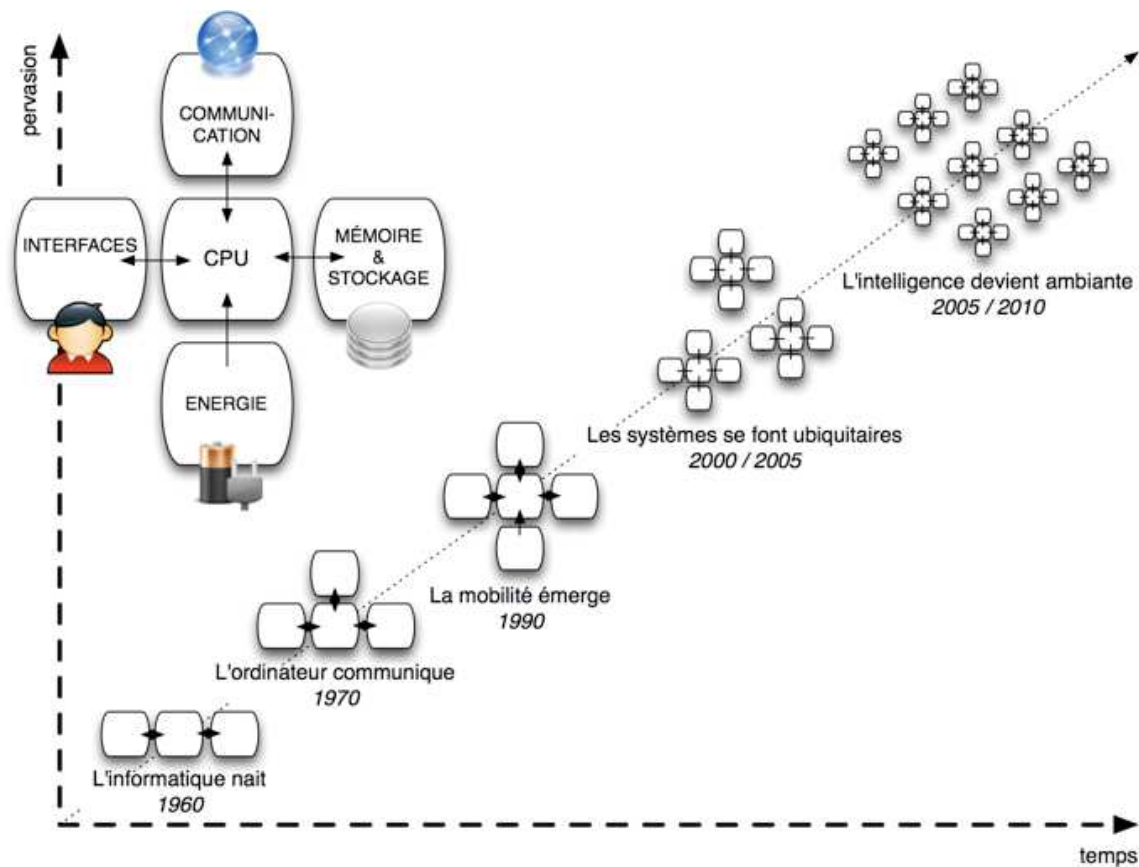 pervasion
COMMUNI-
CATION
INTERFACES
CPU
MÉMOIRE
&
STOCKAGE
ENERGIE
L'intelligence devient ambiante
2005 / 2010
Les systèmes se font ubiquitaires
2000 / 2005
La mobilité émerge
1990
L'ordinateur communique
1970
L'informatique nait
1960
temps